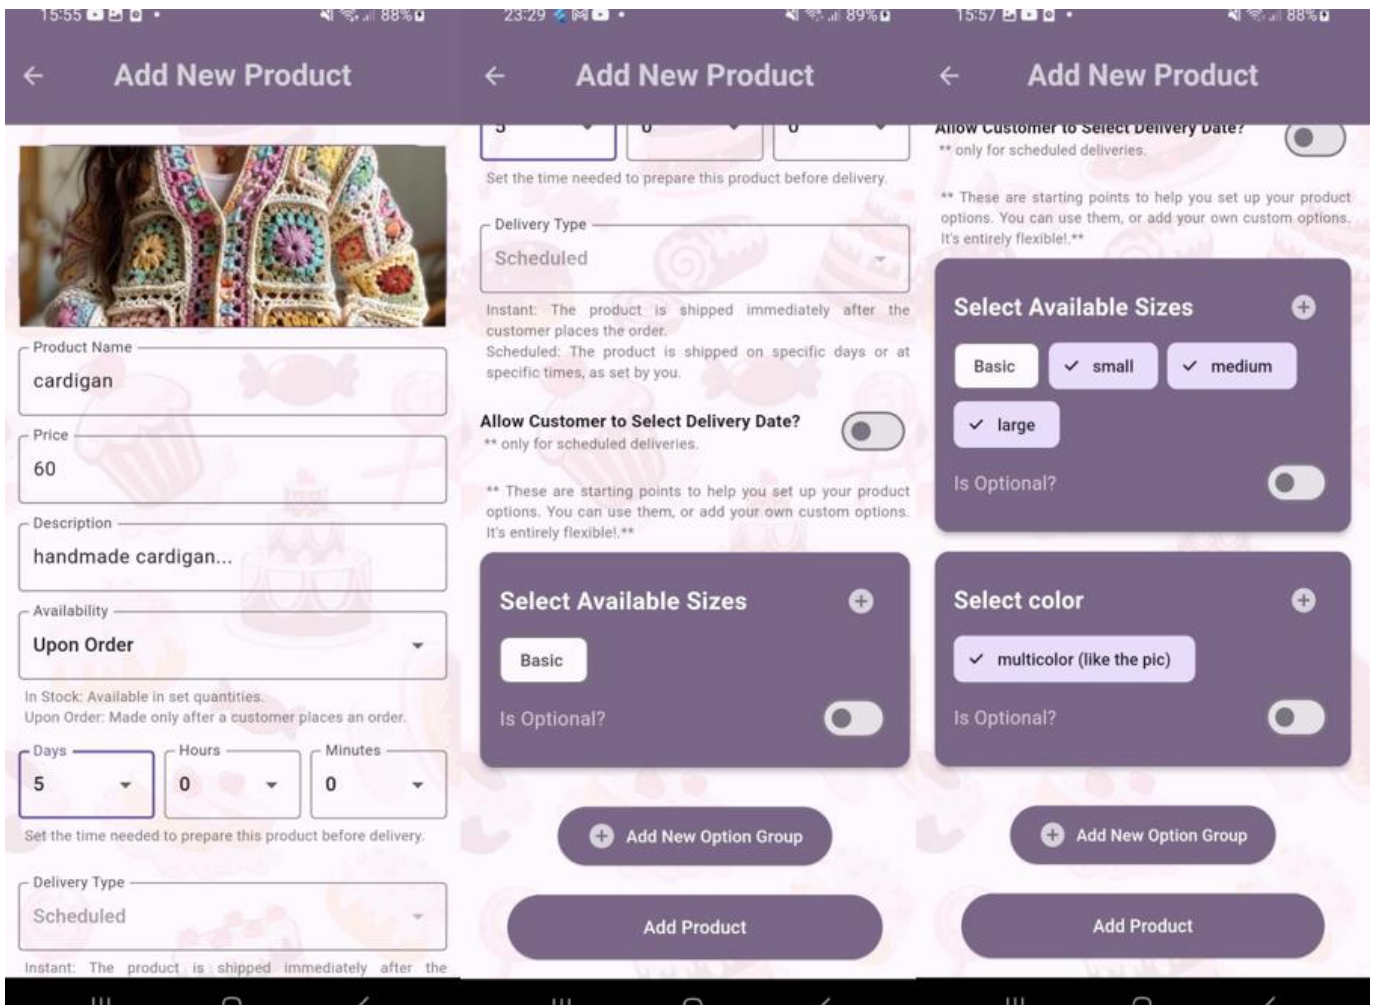 15:55
88%
Add New Product
Product Name
cardigan
Price
60
Description
handmade cardigan...
Availability
Upon Order
In Stock: Available in set quantities.
Upon Order: Made only after a customer places an order.
Days
Hours
Minutes
5
0
0
Set the time needed to prepare this product before delivery.
Delivery Type
Scheduled
Instant: The product is shipped immediately after the
23:29
89%
Add New Product
5
0
0
Set the time needed to prepare this product before delivery.
Delivery Type
Scheduled
Instant: The product is shipped immediately after the
customer places the order.
Scheduled: The product is shipped on specific days or at
specific times, as set by you.
Allow Customer to Select Delivery Date?
** only for scheduled deliveries.
** These are starting points to help you set up your product
options. You can use them, or add your own custom options.
It's entirely flexible!.**
Select Available Sizes
Basic
Is Optional?
Add New Option Group
Add Product
15:57
88%
Add New Product
Allow Customer to Select Delivery Date?
** only for scheduled deliveries.
** These are starting points to help you set up your product
options. You can use them, or add your own custom options.
It's entirely flexible!.**
Select Available Sizes
Basic
small
medium
large
Is Optional?
Select color
multicolor (like the pic)
Is Optional?
Add New Option Group
Add Product